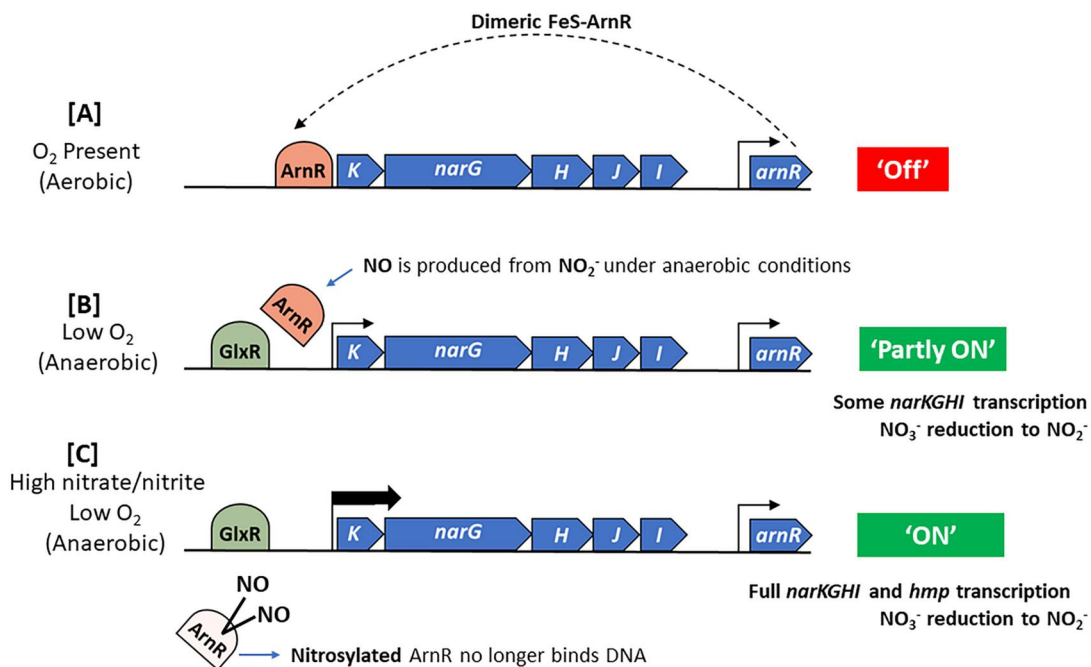 Dimeric FeS-ArnR
[A]
O₂ Present
(Aerobic)
ArnR K narG H J I arnR
'Off'
NO is produced from NO₂⁻ under anaerobic conditions
[B]
Low O₂
(Anaerobic)
GlxR ArnR K narG H J I arnR
'Partly ON'
Some narKGHI transcription
NO₃⁻ reduction to NO₂⁻
[C]
High nitrate/nitrite
Low O₂
(Anaerobic)
GlxR K narG H J I arnR
'ON'
Full narKGHI and hmp transcription
NO₃⁻ reduction to NO₂⁻
NO
NO
ArnR
Nitrosylated ArnR no longer binds DNA